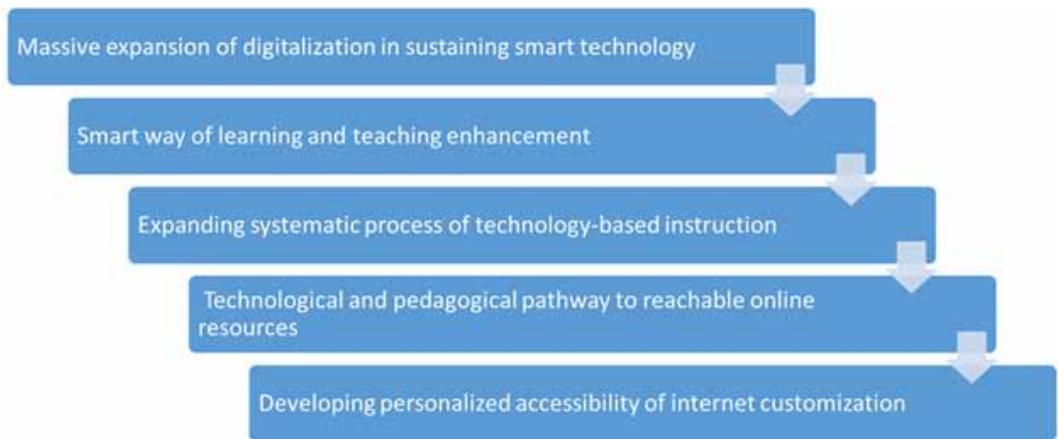 Massive expansion of digitalization in sustaining smart technology
Smart way of learning and teaching enhancement
Expanding systematic process of technology-based instruction
Technological and pedagogical pathway to reachable online
resources
Developing personalized accessibility of internet customization